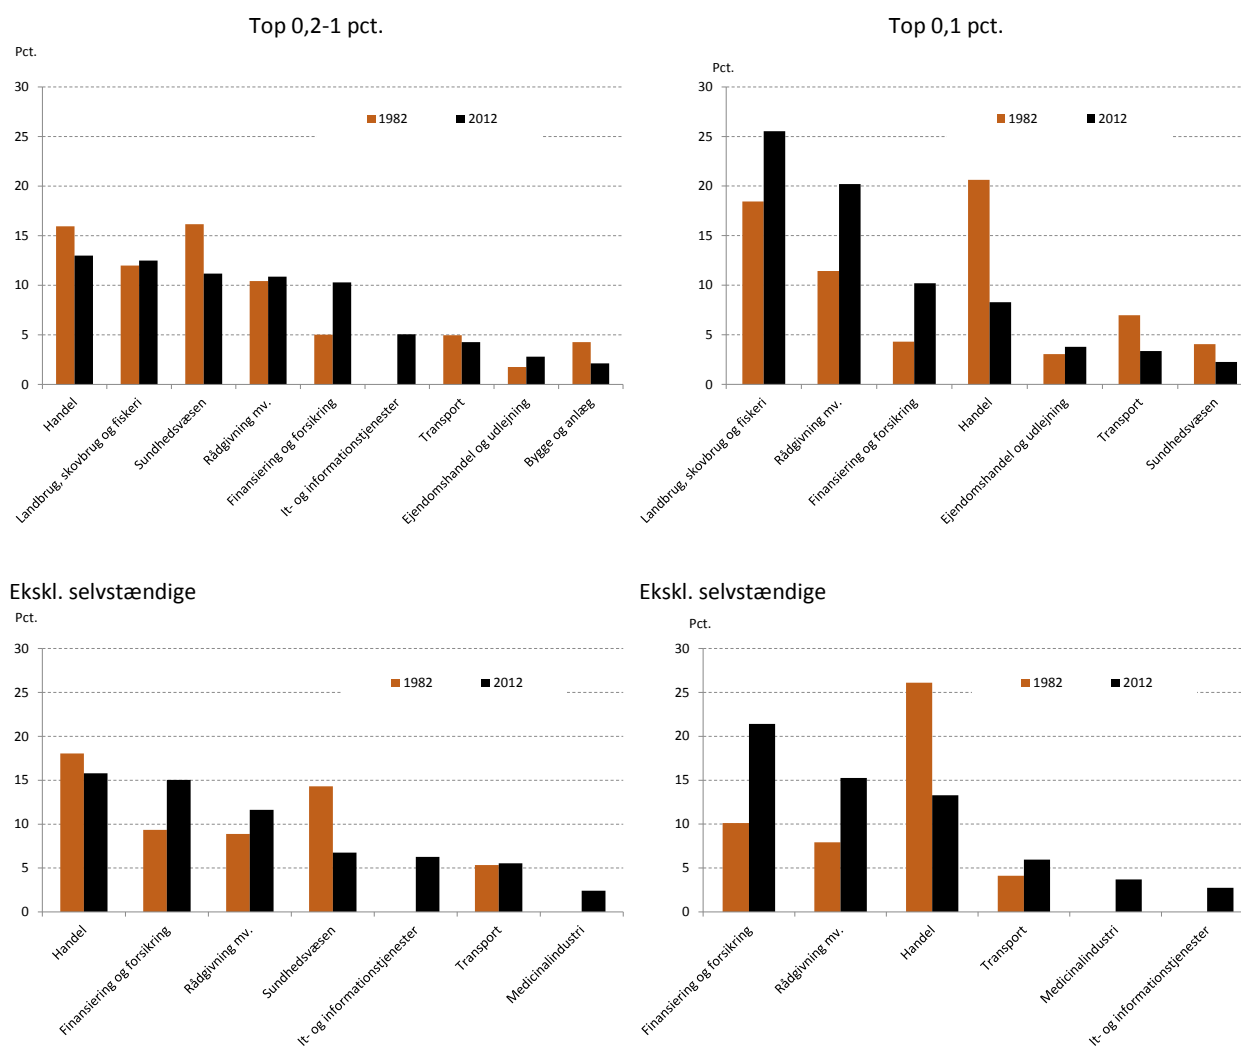 Top 0,2-1 pct.
Pct.
30
25
20
15
10
5
0
1982 2012
Handel
Landbrug, skovbrug og fiskeri
Sundhedsvæsen
Rådgivning mv.
Finansiering og forsikring
It- og informationstjenester
Transport
Ejendomshandel og udlejning
Bygge og anlæg
Top 0,1 pct.
Pct.
30
25
20
15
10
5
0
1982 2012
Landbrug, skovbrug og fiskeri
Rådgivning mv.
Finansiering og forsikring
Handel
Ejendomshandel og udlejning
Transport
Sundhedsvæsen
Ekskl. selvstændige
Pct.
30
25
20
15
10
5
0
1982 2012
Handel
Finansiering og forsikring
Rådgivning mv.
Sundhedsvæsen
It- og informationstjenester
Transport
Medicinalindustri
Ekskl. selvstændige
Pct.
30
25
20
15
10
5
0
1982 2012
Finansiering og forsikring
Rådgivning mv.
Handel
Transport
Medicinalindustri
It- og informationstjenester